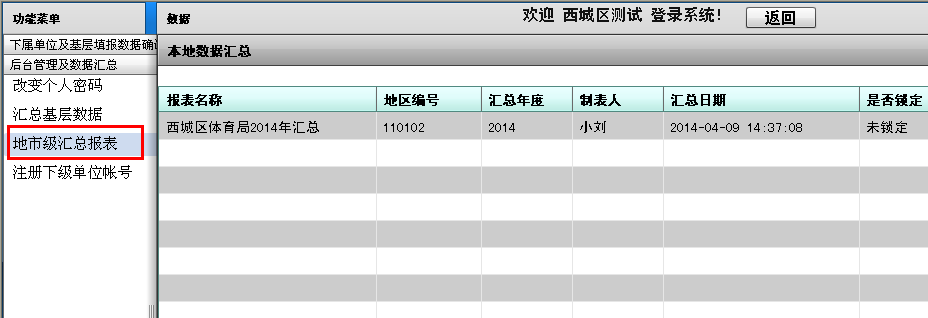 功能菜单
数据
欢迎 西城区测试 登录系统!
返回
下属单位及基层填报数据确认
后台管理及数据汇总
改变个人密码
汇总基层数据
地市级汇总报表
注册下级单位帐号
本地数据汇总
报表名称 地区编号 汇总年度 制表人 汇总日期 是否锁定
西城区体育局2014年汇总 110102 2014 小刘 2014-04-09 14:37:08 未锁定